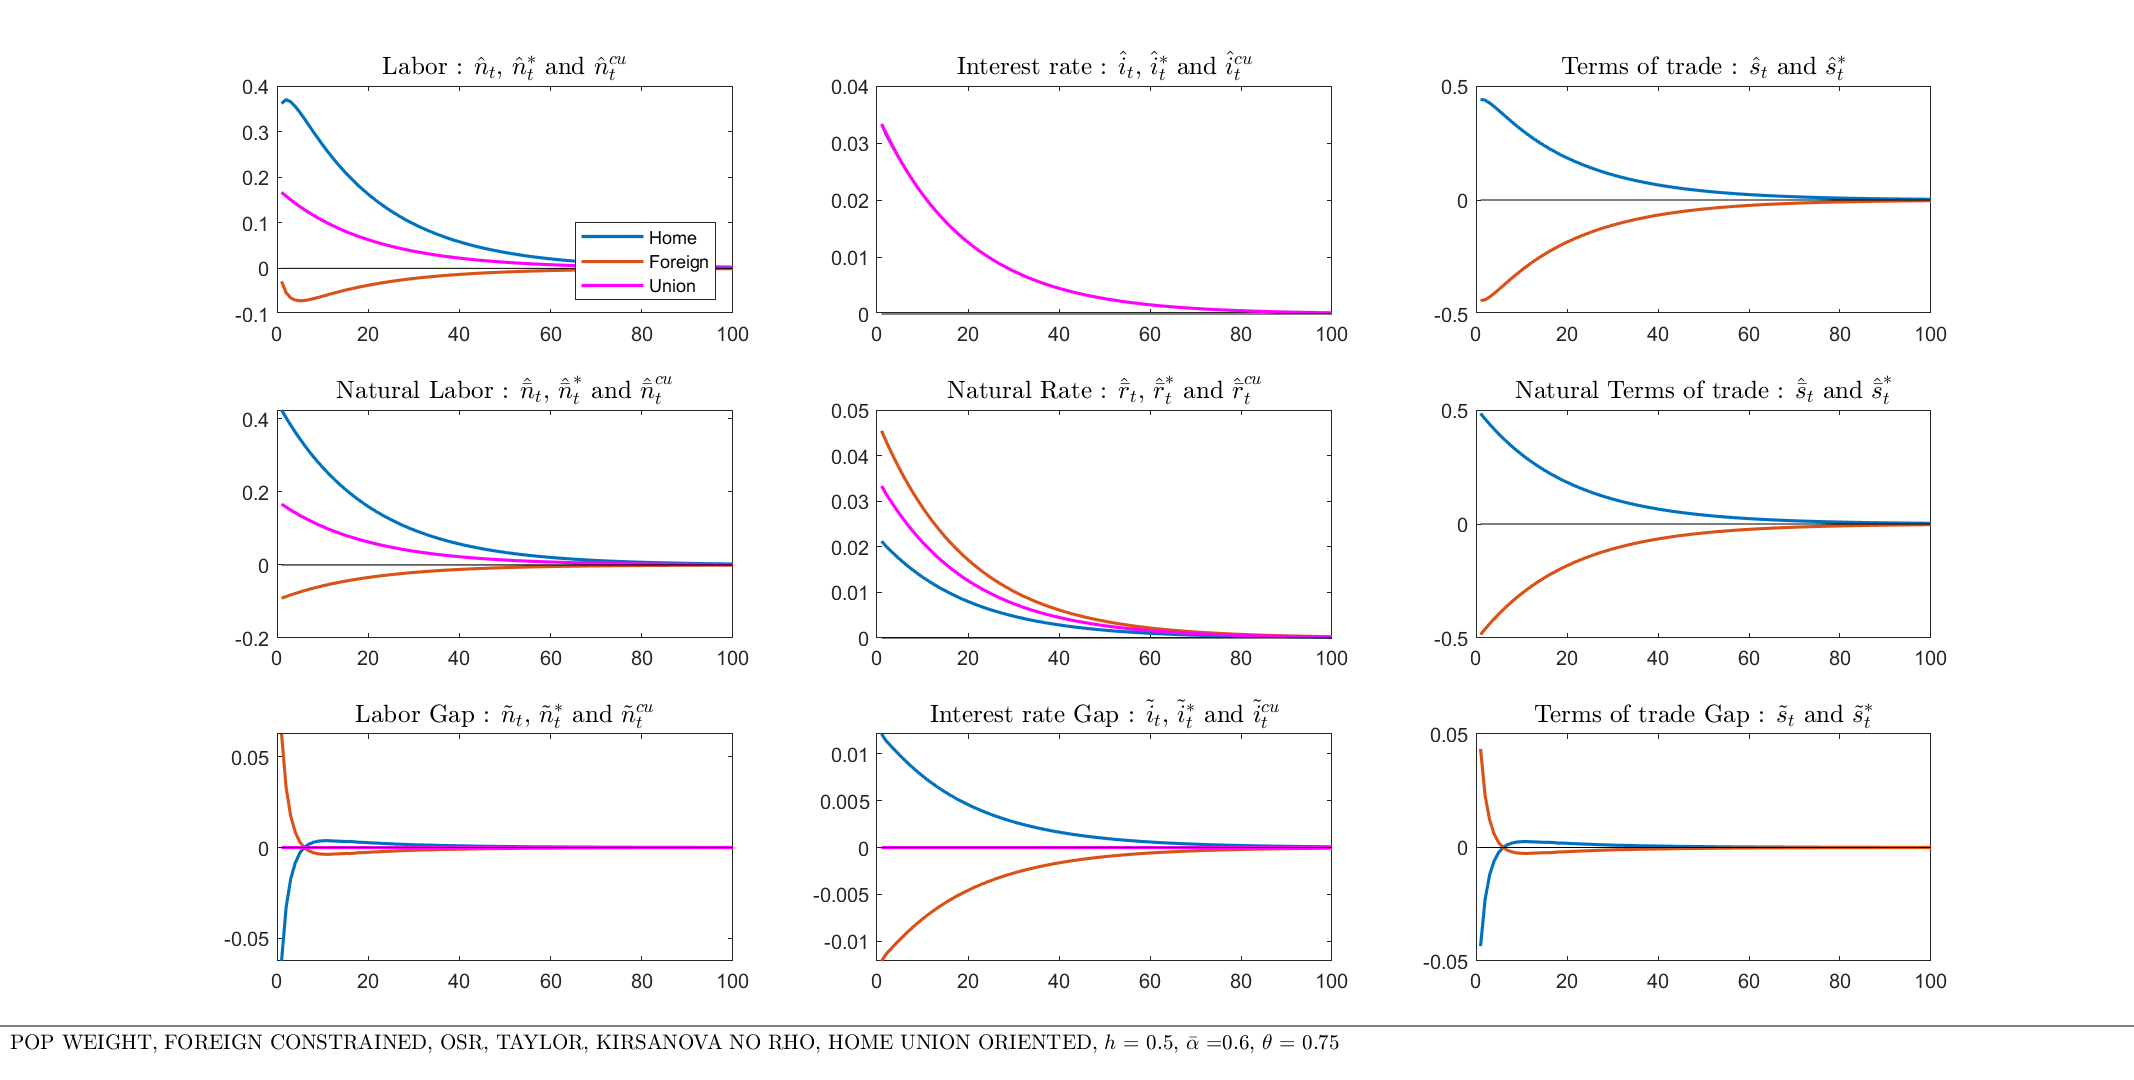 Labor : n̂ₜ, n̂ₜ* and n̂ₜᶜᵘ
0.4
0.3
0.2
0.1
0
-0.1
0 20 40 60 80 100
Home
Foreign
Union
Interest rate : îₜ, îₜ* and îₜᶜᵘ
0.04
0.03
0.02
0.01
0
0 20 40 60 80 100
Terms of trade : ŝₜ and ŝₜ*
0.5
0
-0.5
0 20 40 60 80 100
Natural Labor : n̄̂ₜ, n̄̂ₜ* and n̄̂ₜᶜᵘ
0.4
0.2
0
-0.2
0 20 40 60 80 100
Natural Rate : r̄̂ₜ, r̄̂ₜ* and r̄̂ₜᶜᵘ
0.05
0.04
0.03
0.02
0.01
0
0 20 40 60 80 100
Natural Terms of trade : s̄̂ₜ and s̄̂ₜ*
0.5
0
-0.5
0 20 40 60 80 100
Labor Gap : ñₜ, ñₜ* and ñₜᶜᵘ
0.05
0
-0.05
0 20 40 60 80 100
Interest rate Gap : ĩₜ, ĩₜ* and ĩₜᶜᵘ
0.01
0.005
0
-0.005
-0.01
0 20 40 60 80 100
Terms of trade Gap : s̃ₜ and s̃ₜ*
0.05
0
-0.05
0 20 40 60 80 100
POP WEIGHT, FOREIGN CONSTRAINED, OSR, TAYLOR, KIRSANOVA NO RHO, HOME UNION ORIENTED, h = 0.5, ᾱ =0.6, θ = 0.75